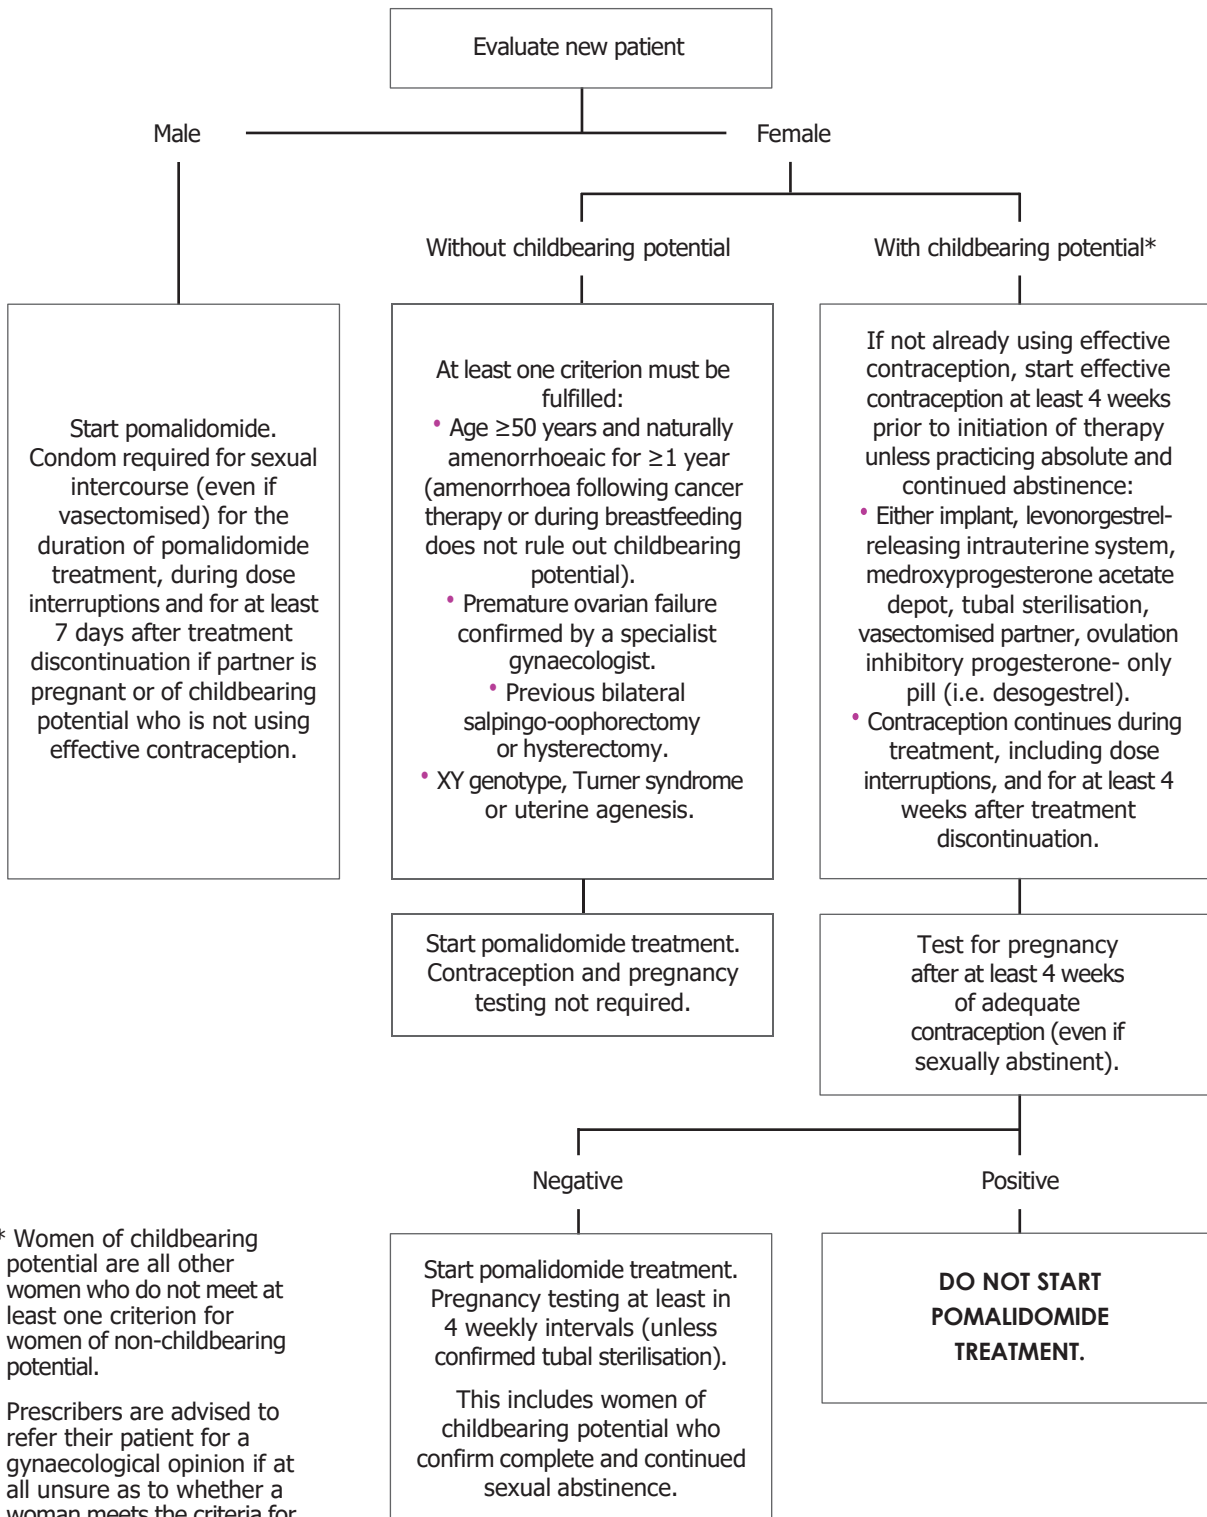 Evaluate new patient
Male
Female
Without childbearing potential
With childbearing potential*
Start pomalidomide.
Condom required for sexual
intercourse (even if
vasectomised) for the
duration of pomalidomide
treatment, during dose
interruptions and for at least
7 days after treatment
discontinuation if partner is
pregnant or of childbearing
potential who is not using
effective contraception.
At least one criterion must be
fulfilled:
• Age ≥50 years and naturally
amenorrhoeaic for ≥1 year
(amenorrhoea following cancer
therapy or during breastfeeding
does not rule out childbearing
potential).
• Premature ovarian failure
confirmed by a specialist
gynaecologist.
• Previous bilateral
salpingo-oophorectomy
or hysterectomy.
• XY genotype, Turner syndrome
or uterine agenesis.
If not already using effective
contraception, start effective
contraception at least 4 weeks
prior to initiation of therapy
unless practicing absolute and
continued abstinence:
• Either implant, levonorgestrel-
releasing intrauterine system,
medroxyprogesterone acetate
depot, tubal sterilisation,
vasectomised partner, ovulation
inhibitory progesterone- only
pill (i.e. desogestrel).
• Contraception continues during
treatment, including dose
interruptions, and for at least 4
weeks after treatment
discontinuation.
Start pomalidomide treatment.
Contraception and pregnancy
testing not required.
Test for pregnancy
after at least 4 weeks
of adequate
contraception (even if
sexually abstinent).
Negative
Positive
Start pomalidomide treatment.
Pregnancy testing at least in
4 weekly intervals (unless
confirmed tubal sterilisation).
This includes women of
childbearing potential who
confirm complete and continued
sexual abstinence.
DO NOT START
POMALIDOMIDE
TREATMENT.
* Women of childbearing
potential are all other
women who do not meet at
least one criterion for
women of non-childbearing
potential.
Prescribers are advised to
refer their patient for a
gynaecological opinion if at
all unsure as to whether a
woman meets the criteria for